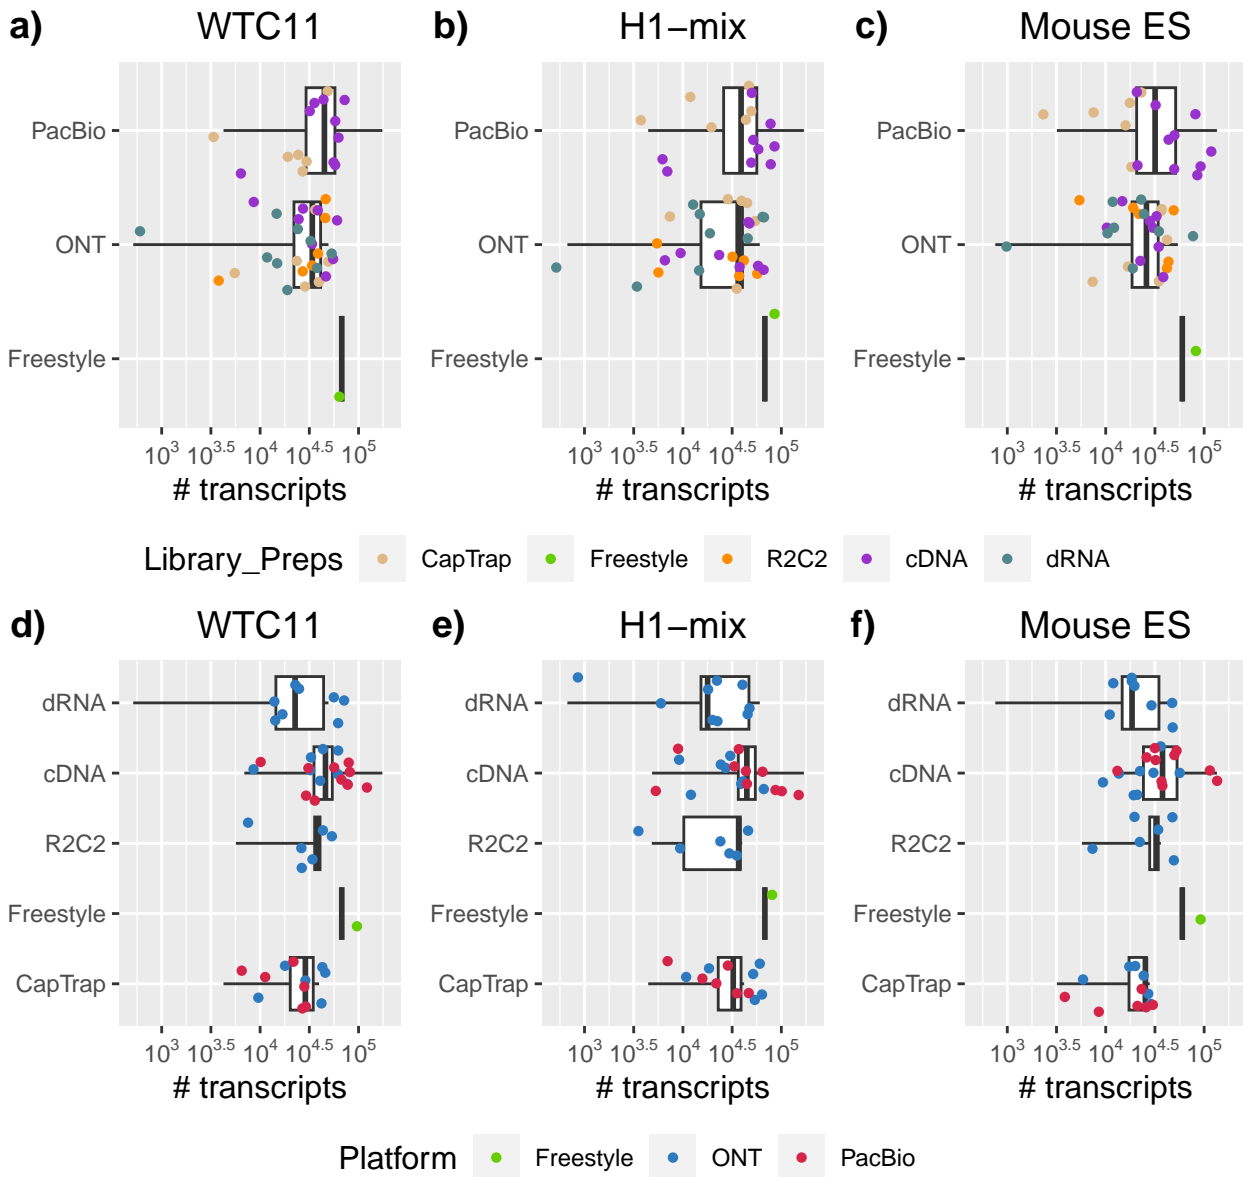 a) WTC11
b) H1−mix
c) Mouse ES
PacBio
ONT
Freestyle
10^3 10^3.5 10^4 10^4.5 10^5
# transcripts
PacBio
ONT
Freestyle
10^3 10^3.5 10^4 10^4.5 10^5
# transcripts
PacBio
ONT
Freestyle
10^3 10^3.5 10^4 10^4.5 10^5
# transcripts
Library_Preps CapTrap Freestyle R2C2 cDNA dRNA
d) WTC11
e) H1−mix
f) Mouse ES
dRNA
cDNA
R2C2
Freestyle
CapTrap
10^3 10^3.5 10^4 10^4.5 10^5
# transcripts
dRNA
cDNA
R2C2
Freestyle
CapTrap
10^3 10^3.5 10^4 10^4.5 10^5
# transcripts
dRNA
cDNA
R2C2
Freestyle
CapTrap
10^3 10^3.5 10^4 10^4.5 10^5
# transcripts
Platform Freestyle ONT PacBio